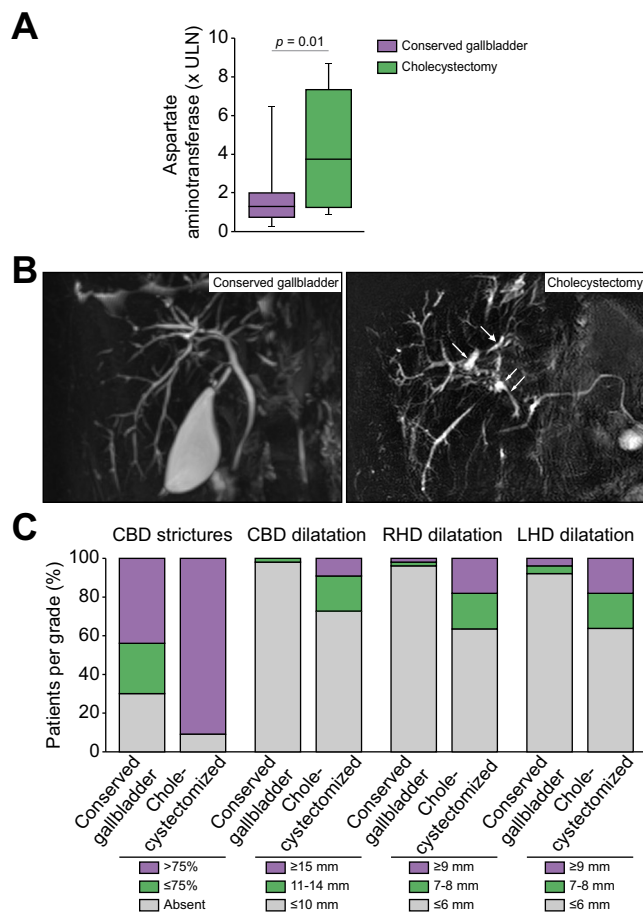 A
Aspartate
aminotransferase (x ULN)
10
8
6
4
2
0
p = 0.01
Conserved gallbladder
Cholecystectomy
B
Conserved gallbladder
Cholecystectomy
C
CBD strictures
CBD dilatation
RHD dilatation
LHD dilatation
Patients per grade (%)
100
80
60
40
20
0
Conserved
gallbladder
Chole-
cystectomized
Conserved
gallbladder
Chole-
cystectomized
Conserved
gallbladder
Chole-
cystectomized
Conserved
gallbladder
Chole-
cystectomized
>75%
≤75%
Absent
≥15 mm
11-14 mm
≤10 mm
≥9 mm
7-8 mm
≤6 mm
≥9 mm
7-8 mm
≤6 mm